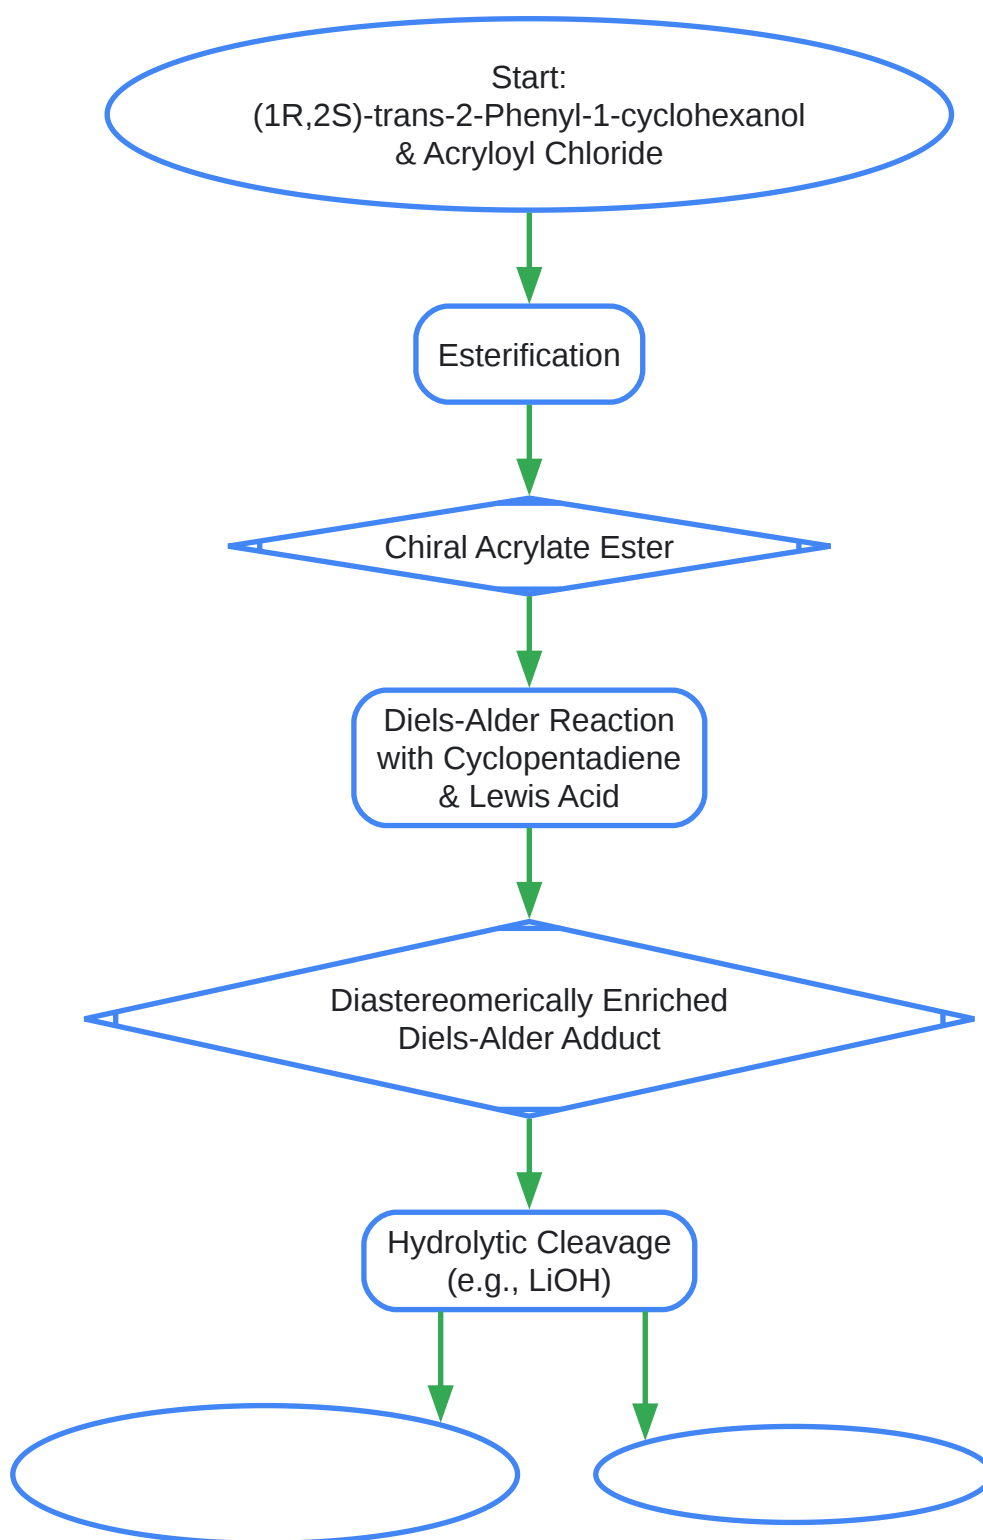 Start:
(1R,2S)-trans-2-Phenyl-1-cyclohexanol
& Acryloyl Chloride
Esterification
Chiral Acrylate Ester
Diels-Alder Reaction
with Cyclopentadiene
& Lewis Acid
Diastereomerically Enriched
Diels-Alder Adduct
Hydrolytic Cleavage
(e.g., LiOH)